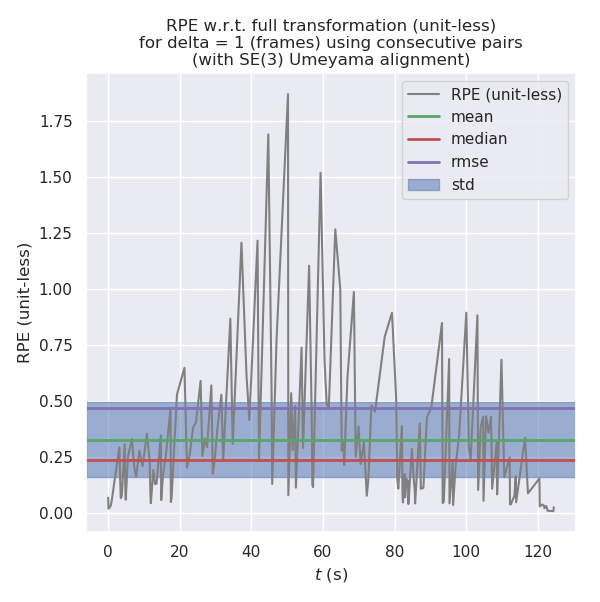 RPE w.r.t. full transformation (unit-less)
for delta = 1 (frames) using consecutive pairs
(with SE(3) Umeyama alignment)
RPE (unit-less)
mean
median
rmse
std
RPE (unit-less)
1.75
1.50
1.25
1.00
0.75
0.50
0.25
0.00
0 20 40 60 80 100 120
t (s)